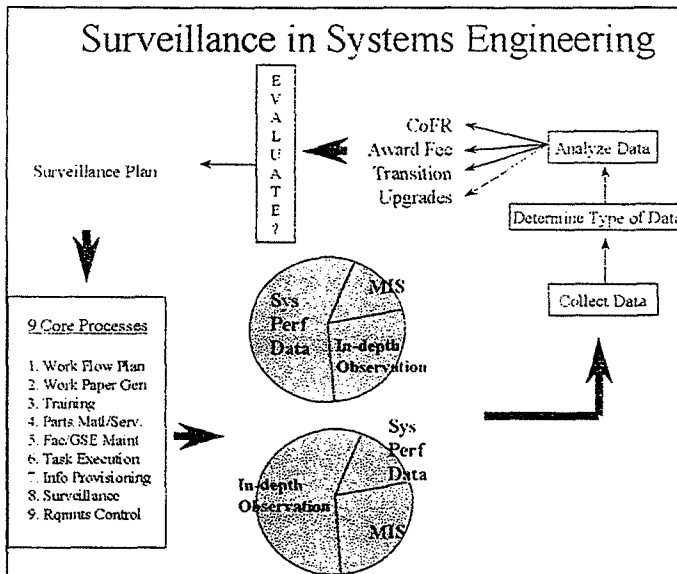 Surveillance in Systems Engineering
E
V
A
L
U
A
T
E
?
CoFR
Award Fee
Transition
Upgrades
Analyze Data
Surveillance Plan
Determine Type of Data
Collect Data
Sys
Perf
Data
MIS
In-depth
Observation
9 Core Processes
1. Work Flow Plan
2. Work Paper Gen
3. Training
4. Parts Matl/Serv.
5. Fac/GSE Maint
6. Task Execution
7. Info Provisioning
8. Surveillance
9. Rqmnts Control
Sys
Perf
Data
In-depth
Observation
MIS